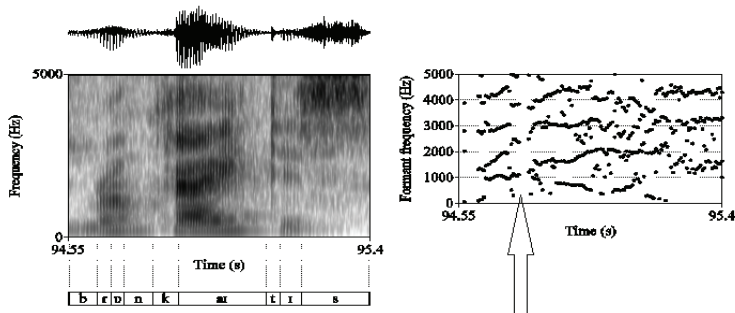 5000
Frequency (Hz)
0
94.55
95.4
Time (s)
b r ɒ n k aɪ t ɪ s
5000
4000
3000
2000
1000
0
Formant frequency (Hz)
94.55
95.4
Time (s)